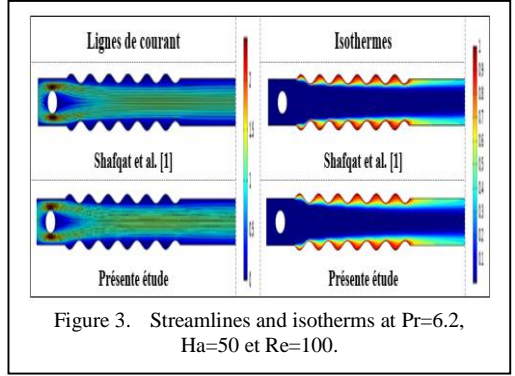 Lignes de courant
Isothermes
Shafqat et al. [1]
Shafqat et al. [1]
Présente étude
Présente étude
Figure 3. Streamlines and isotherms at Pr=6.2,
Ha=50 et Re=100.